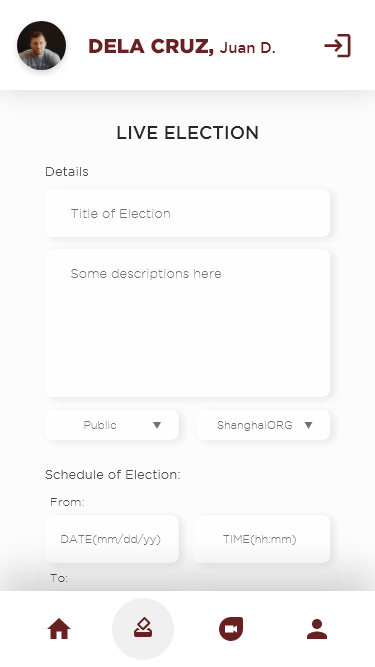 DELA CRUZ, Juan D.
LIVE ELECTION
Details
Title of Election
Some descriptions here
Public ShanghaiORG
Schedule of Election:
From:
DATE(mm/dd/yy) TIME(hh:mm)
To: